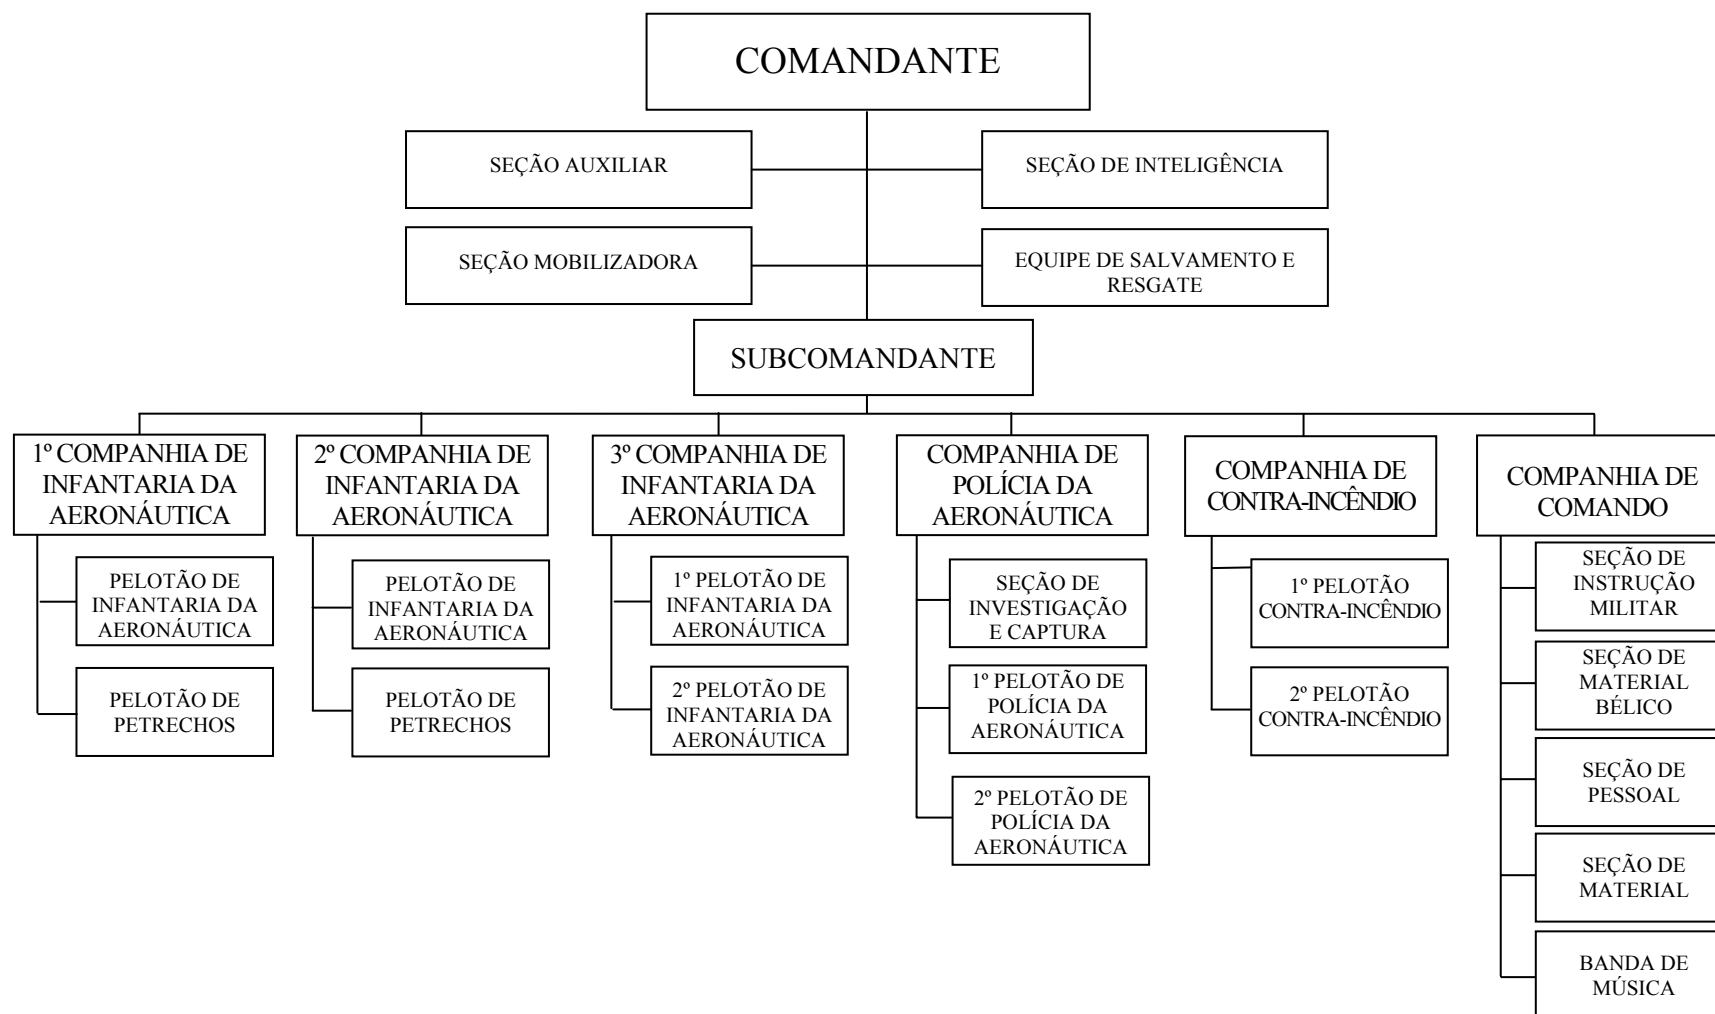 COMANDANTE
SEÇÃO AUXILIAR
SEÇÃO DE INTELIGÊNCIA
SEÇÃO MOBILIZADORA
EQUIPE DE SALVAMENTO E
RESGATE
SUBCOMANDANTE
1º COMPANHIA DE
INFANTARIA DA
AERONÁUTICA
2º COMPANHIA DE
INFANTARIA DA
AERONÁUTICA
3º COMPANHIA DE
INFANTARIA DA
AERONÁUTICA
COMPANHIA DE
POLÍCIA DA
AERONÁUTICA
COMPANHIA DE
CONTRA-INCÊNDIO
COMPANHIA DE
COMANDO
PELOTÃO DE
INFANTARIA DA
AERONÁUTICA
PELOTÃO DE
PETRECHOS
PELOTÃO DE
INFANTARIA DA
AERONÁUTICA
PELOTÃO DE
PETRECHOS
1º PELOTÃO DE
INFANTARIA DA
AERONÁUTICA
2º PELOTÃO DE
INFANTARIA DA
AERONÁUTICA
SEÇÃO DE
INVESTIGAÇÃO
E CAPTURA
1º PELOTÃO DE
POLÍCIA DA
AERONÁUTICA
2º PELOTÃO DE
POLÍCIA DA
AERONÁUTICA
1º PELOTÃO
CONTRA-INCÊNDIO
2º PELOTÃO
CONTRA-INCÊNDIO
SEÇÃO DE
INSTRUÇÃO
MILITAR
SEÇÃO DE
MATERIAL
BÉLICO
SEÇÃO DE
PESSOAL
SEÇÃO DE
MATERIAL
BANDA DE
MÚSICA